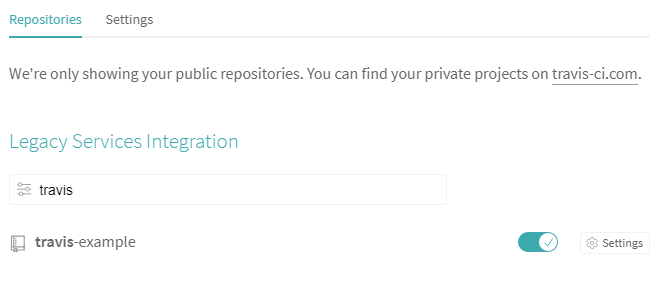 Repositories Settings
We're only showing your public repositories. You can find your private projects on travis-ci.com.
Legacy Services Integration
travis
travis-example Settings